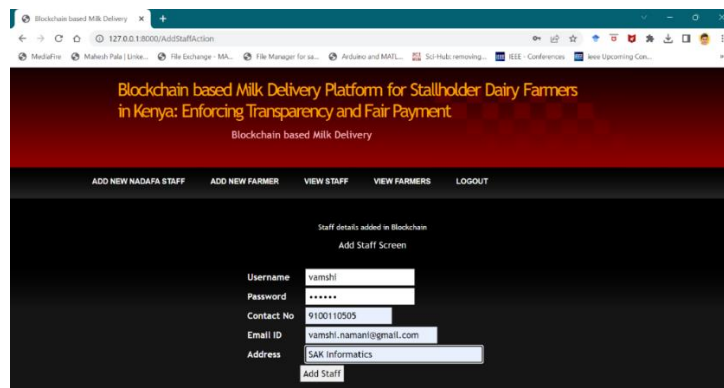 Blockchain based Milk Delivery
127.0.0.1:8000/AddStaffAction
MediaFire Mahesh Pala | Linke... File Exchange - MA... File Manager for sa... Arduino and MATL... Sci-Hub: removing... IEEE - Conferences Ieee Upcoming Con...
Blockchain based Milk Delivery Platform for Stallholder Dairy Farmers
in Kenya: Enforcing Transparency and Fair Payment
Blockchain based Milk Delivery
ADD NEW NADAFA STAFF ADD NEW FARMER VIEW STAFF VIEW FARMERS LOGOUT
Staff details added in Blockchain
Add Staff Screen
Username vamshi
Password ••••••
Contact No 9100110505
Email ID vamshi.namani@gmail.com
Address SAK Informatics
Add Staff